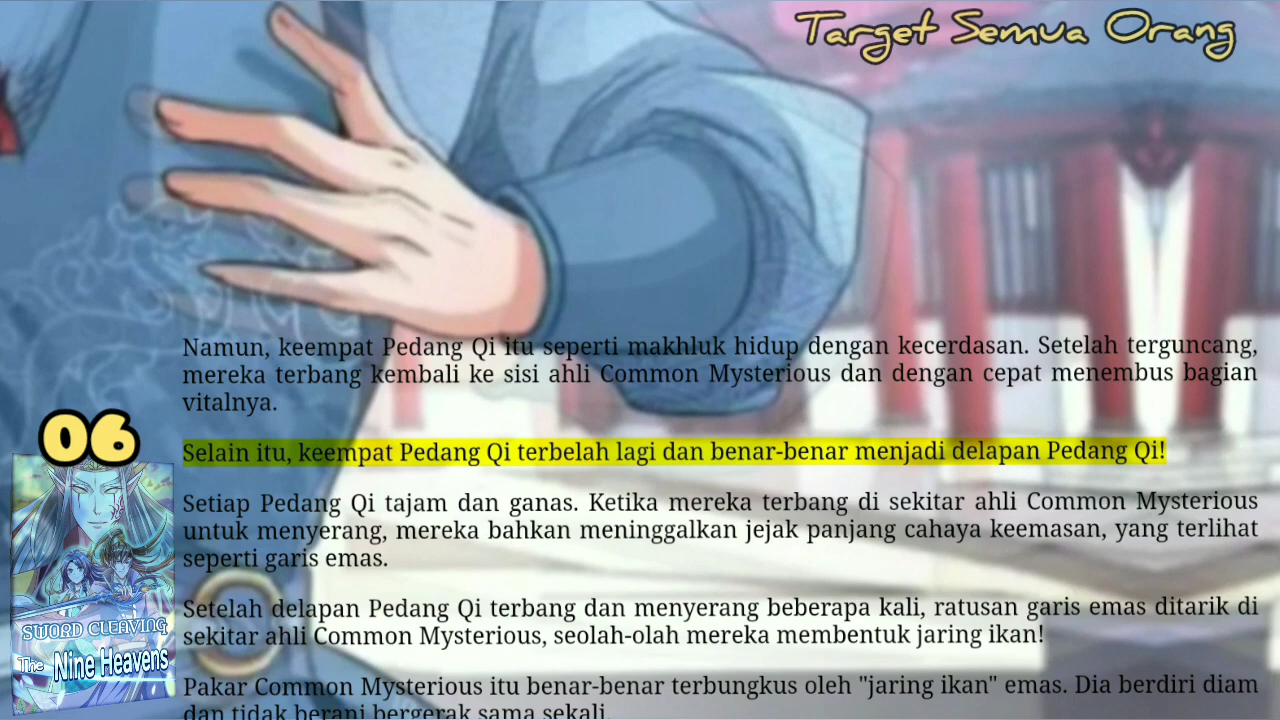 Target Semua Orang
Namun, keempat Pedang Qi itu seperti makhluk hidup dengan kecerdasan. Setelah terguncang,
mereka terbang kembali ke sisi ahli Common Mysterious dan dengan cepat menembus bagian
vitalnya.
06
Selain itu, keempat Pedang Qi terbelah lagi dan benar-benar menjadi delapan Pedang Qi!
Setiap Pedang Qi tajam dan ganas. Ketika mereka terbang di sekitar ahli Common Mysterious
untuk menyerang, mereka bahkan meninggalkan jejak panjang cahaya keemasan, yang terlihat
seperti garis emas.
Setelah delapan Pedang Qi terbang dan menyerang beberapa kali, ratusan garis emas ditarik di
sekitar ahli Common Mysterious, seolah-olah mereka membentuk jaring ikan!
SWORD CLEAVING
The Nine Heavens
Pakar Common Mysterious itu benar-benar terbungkus oleh "jaring ikan" emas. Dia berdiri diam
dan tidak berani bergerak sama sekali.